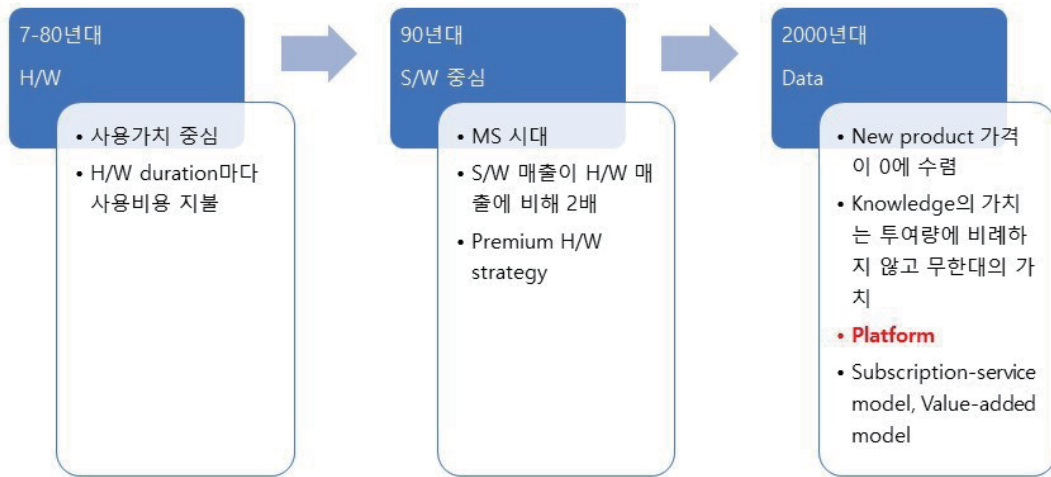 7-80년대
H/W
• 사용가치 중심
• H/W duration마다
사용비용 지불
90년대
S/W 중심
• MS 시대
• S/W 매출이 H/W 매
출에 비해 2배
• Premium H/W
strategy
2000년대
Data
• New product 가격
이 0에 수렴
• Knowledge의 가치
는 투여량에 비례하
지 않고 무한대의 가
치
• Platform
• Subscription-service
model, Value-added
model